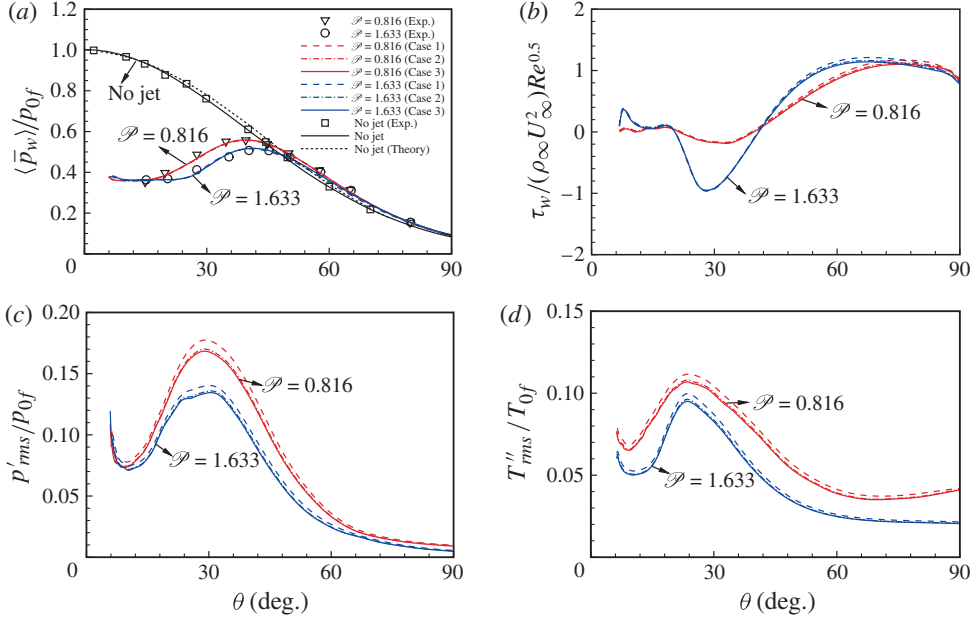 (a)
1.2
1.0
0.8
0.6
0.4
0.2
0
30
60
90
⟨p̄w⟩/p0f
No jet
𝒫 = 0.816
𝒫 = 1.633
𝒫 = 0.816 (Exp.)
𝒫 = 1.633 (Exp.)
𝒫 = 0.816 (Case 1)
𝒫 = 0.816 (Case 2)
𝒫 = 0.816 (Case 3)
𝒫 = 1.633 (Case 1)
𝒫 = 1.633 (Case 2)
𝒫 = 1.633 (Case 3)
No jet (Exp.)
No jet
No jet (Theory)
(b)
2
1
0
−1
−2
0
30
60
90
τw/(ρ∞U²∞)Re^0.5
𝒫 = 0.816
𝒫 = 1.633
(c)
0.20
0.15
0.10
0.05
0
30
60
90
p′rms/p0f
θ (deg.)
𝒫 = 0.816
𝒫 = 1.633
(d)
0.15
0.10
0.05
0
30
60
90
T″rms/T0f
θ (deg.)
𝒫 = 0.816
𝒫 = 1.633